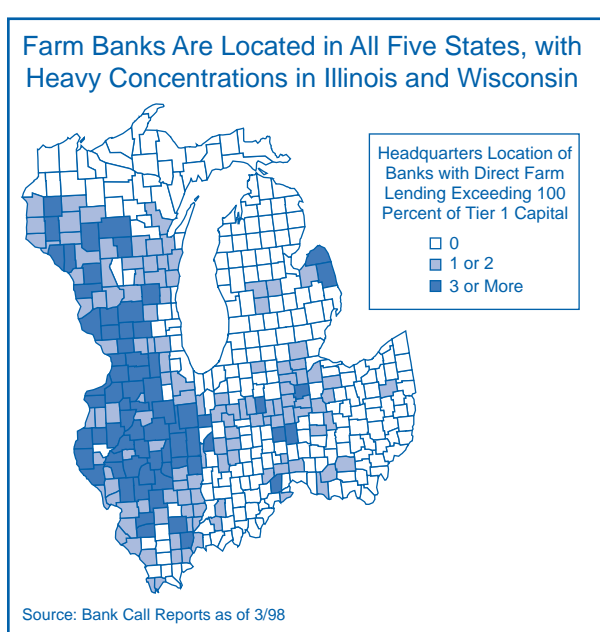 Farm Banks Are Located in All Five States, with
Heavy Concentrations in Illinois and Wisconsin
Headquarters Location of
Banks with Direct Farm
Lending Exceeding 100
Percent of Tier 1 Capital
0
1 or 2
3 or More
Source: Bank Call Reports as of 3/98